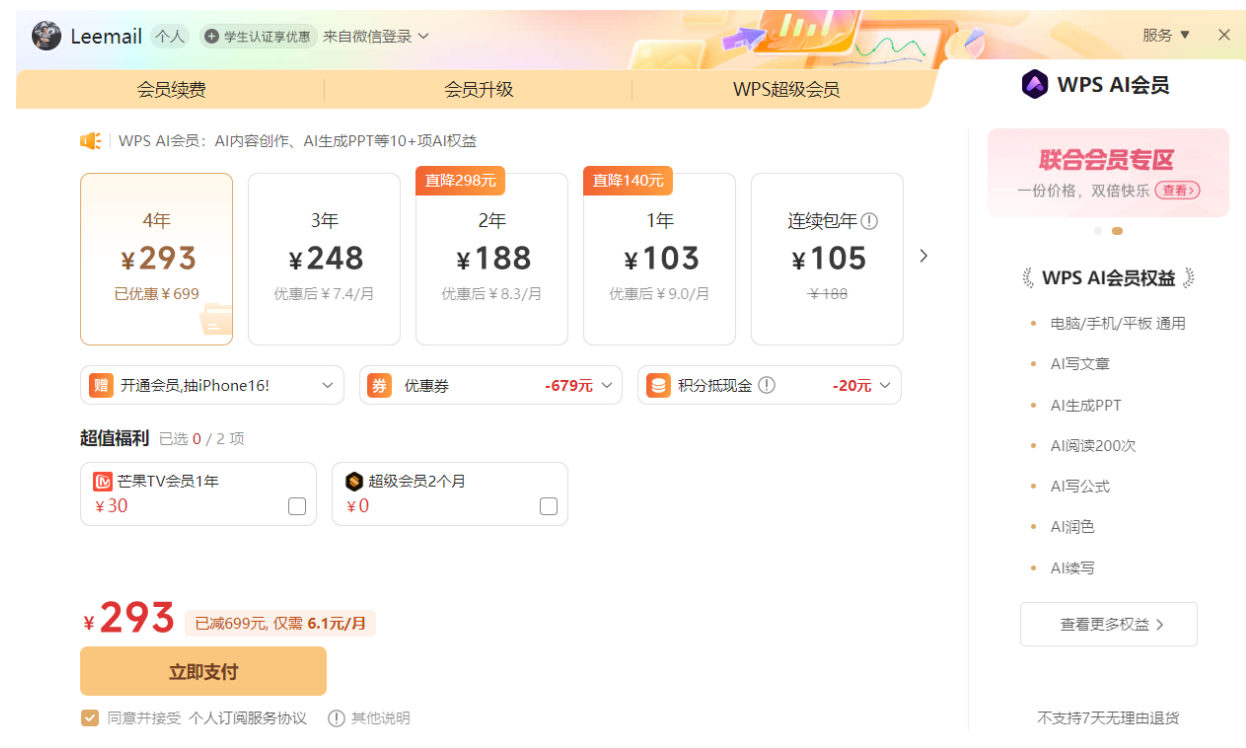 Leemail 个人 学生认证享优惠 来自微信登录
服务 ▼ ×
会员续费 会员升级 WPS超级会员 WPS AI会员
WPS AI会员：AI内容创作、AI生成PPT等10+项AI权益
4年
¥293
已优惠¥699
3年
¥248
优惠后¥7.4/月
直降298元
2年
¥188
优惠后¥8.3/月
直降140元
1年
¥103
优惠后¥9.0/月
连续包年
¥105
¥188
赠 开通会员,抽iPhone16!
券 优惠券 -679元
积分抵现金 -20元
超值福利 已选 0 / 2 项
芒果TV会员1年
¥30
超级会员2个月
¥0
¥293 已减699元, 仅需 6.1元/月
立即支付
同意并接受 个人订阅服务协议 其他说明
联合会员专区
一份价格，双倍快乐 查看>
WPS AI会员权益
电脑/手机/平板 通用
AI写文章
AI生成PPT
AI阅读200次
AI写公式
AI润色
AI续写
查看更多权益 >
不支持7天无理由退货